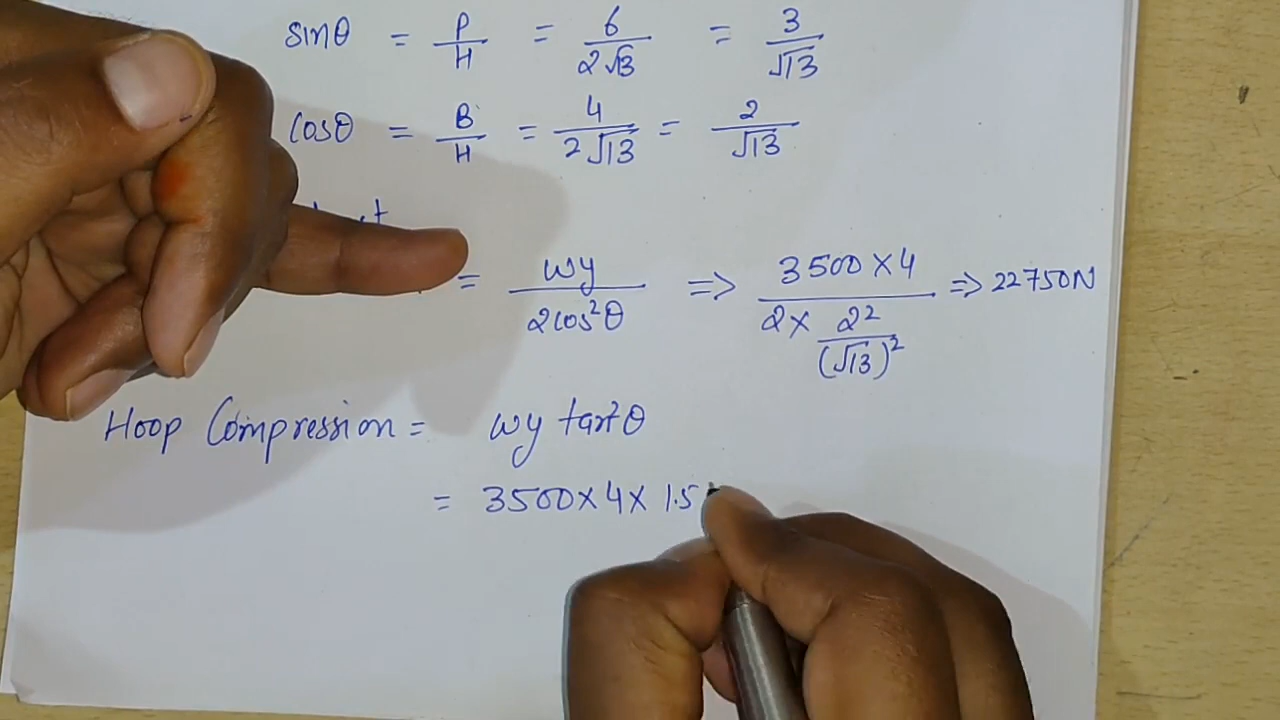 sinθ = P/H = 6/2√13 = 3/√13
cosθ = B/H = 4/2√13 = 2/√13
= wy/2cos²θ => 3500×4/2×2²/(√13)² => 22750N
Hoop Compression = wy tan²θ
= 3500×4× 1.5